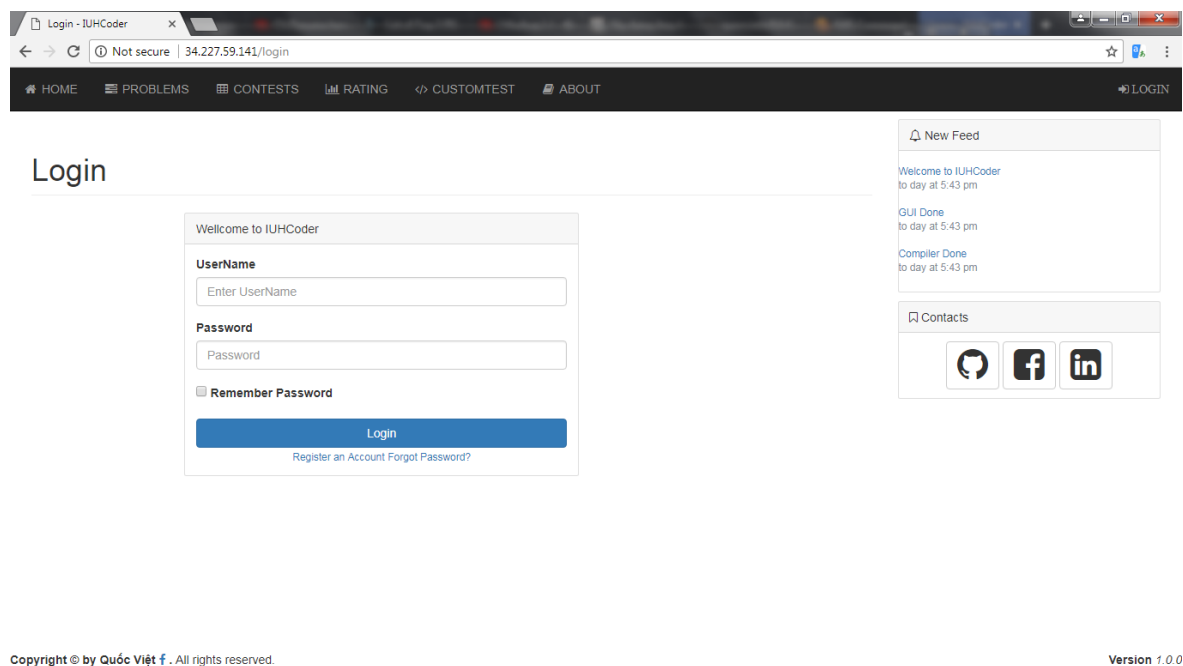 Login - IUHCoder
Not secure | 34.227.59.141/login
HOME PROBLEMS CONTESTS RATING </> CUSTOMTEST ABOUT LOGIN
Login
Wellcome to IUHCoder
UserName
Enter UserName
Password
Password
Remember Password
Login
Register an Account Forgot Password?
New Feed
Welcome to IUHCoder
to day at 5:43 pm
GUI Done
to day at 5:43 pm
Compiler Done
to day at 5:43 pm
Contacts
in
Copyright © by Quốc Việt f . All rights reserved.
Version 1.0.0